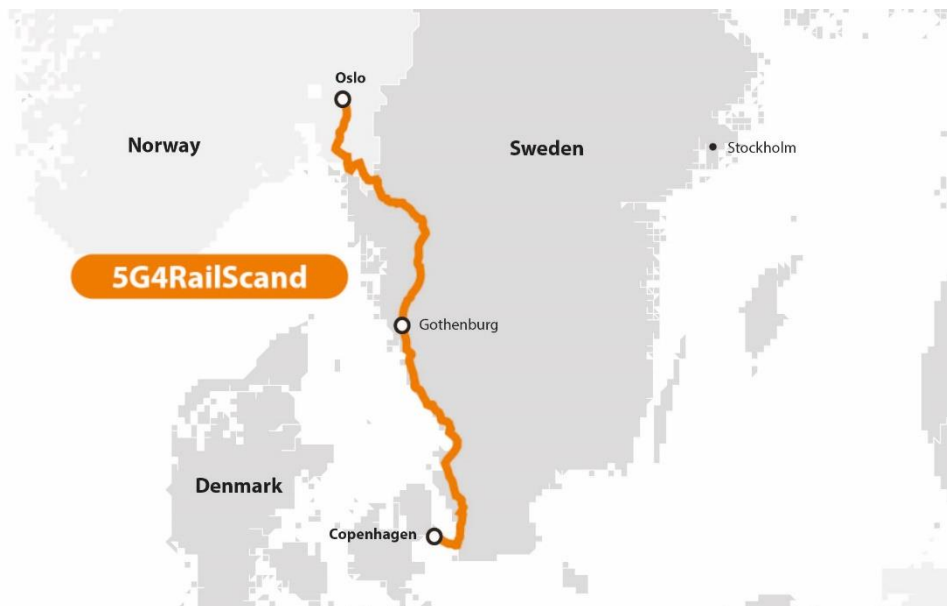 Oslo
Norway
Sweden
Stockholm
5G4RailScand
Gothenburg
Denmark
Copenhagen